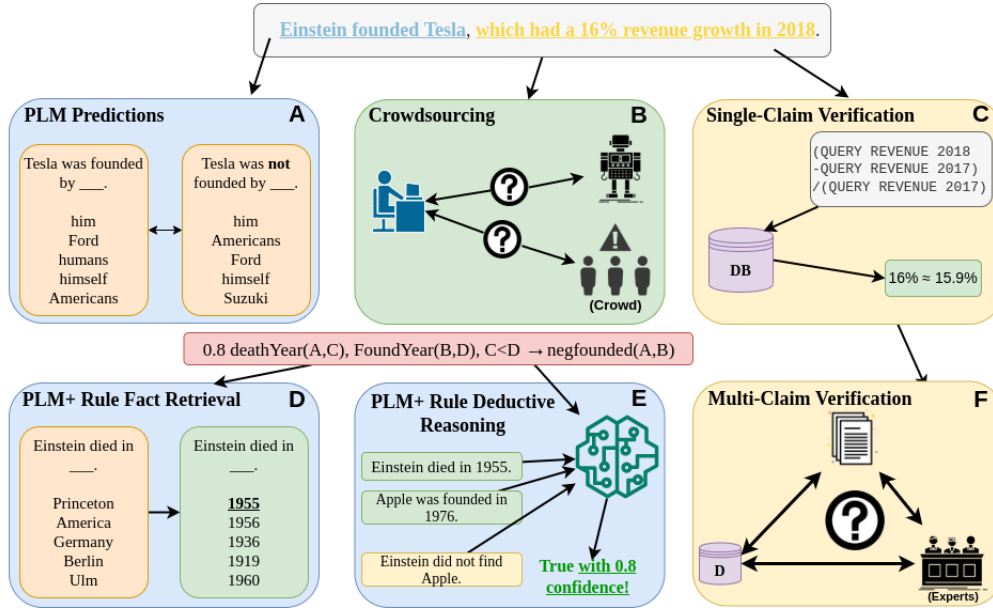 Einstein founded Tesla, which had a 16% revenue growth in 2018.
PLM Predictions
A
Tesla was founded
by ___.
him
Ford
humans
himself
Americans
Tesla was not
founded by ___.
him
Americans
Ford
himself
Suzuki
Crowdsourcing
B
?
?
(Crowd)
Single-Claim Verification
C
(QUERY REVENUE 2018
-QUERY REVENUE 2017)
/(QUERY REVENUE 2017)
DB
16% ≈ 15.9%
0.8 deathYear(A,C), FoundYear(B,D), C<D → negfounded(A,B)
PLM+ Rule Fact Retrieval
D
Einstein died in
___.
Princeton
America
Germany
Berlin
Ulm
Einstein died in
___.
1955
1956
1936
1919
1960
PLM+ Rule Deductive
Reasoning
E
Einstein died in 1955.
Apple was founded in
1976.
Einstein did not find
Apple.
True with 0.8
confidence!
Multi-Claim Verification
F
?
D
(Experts)